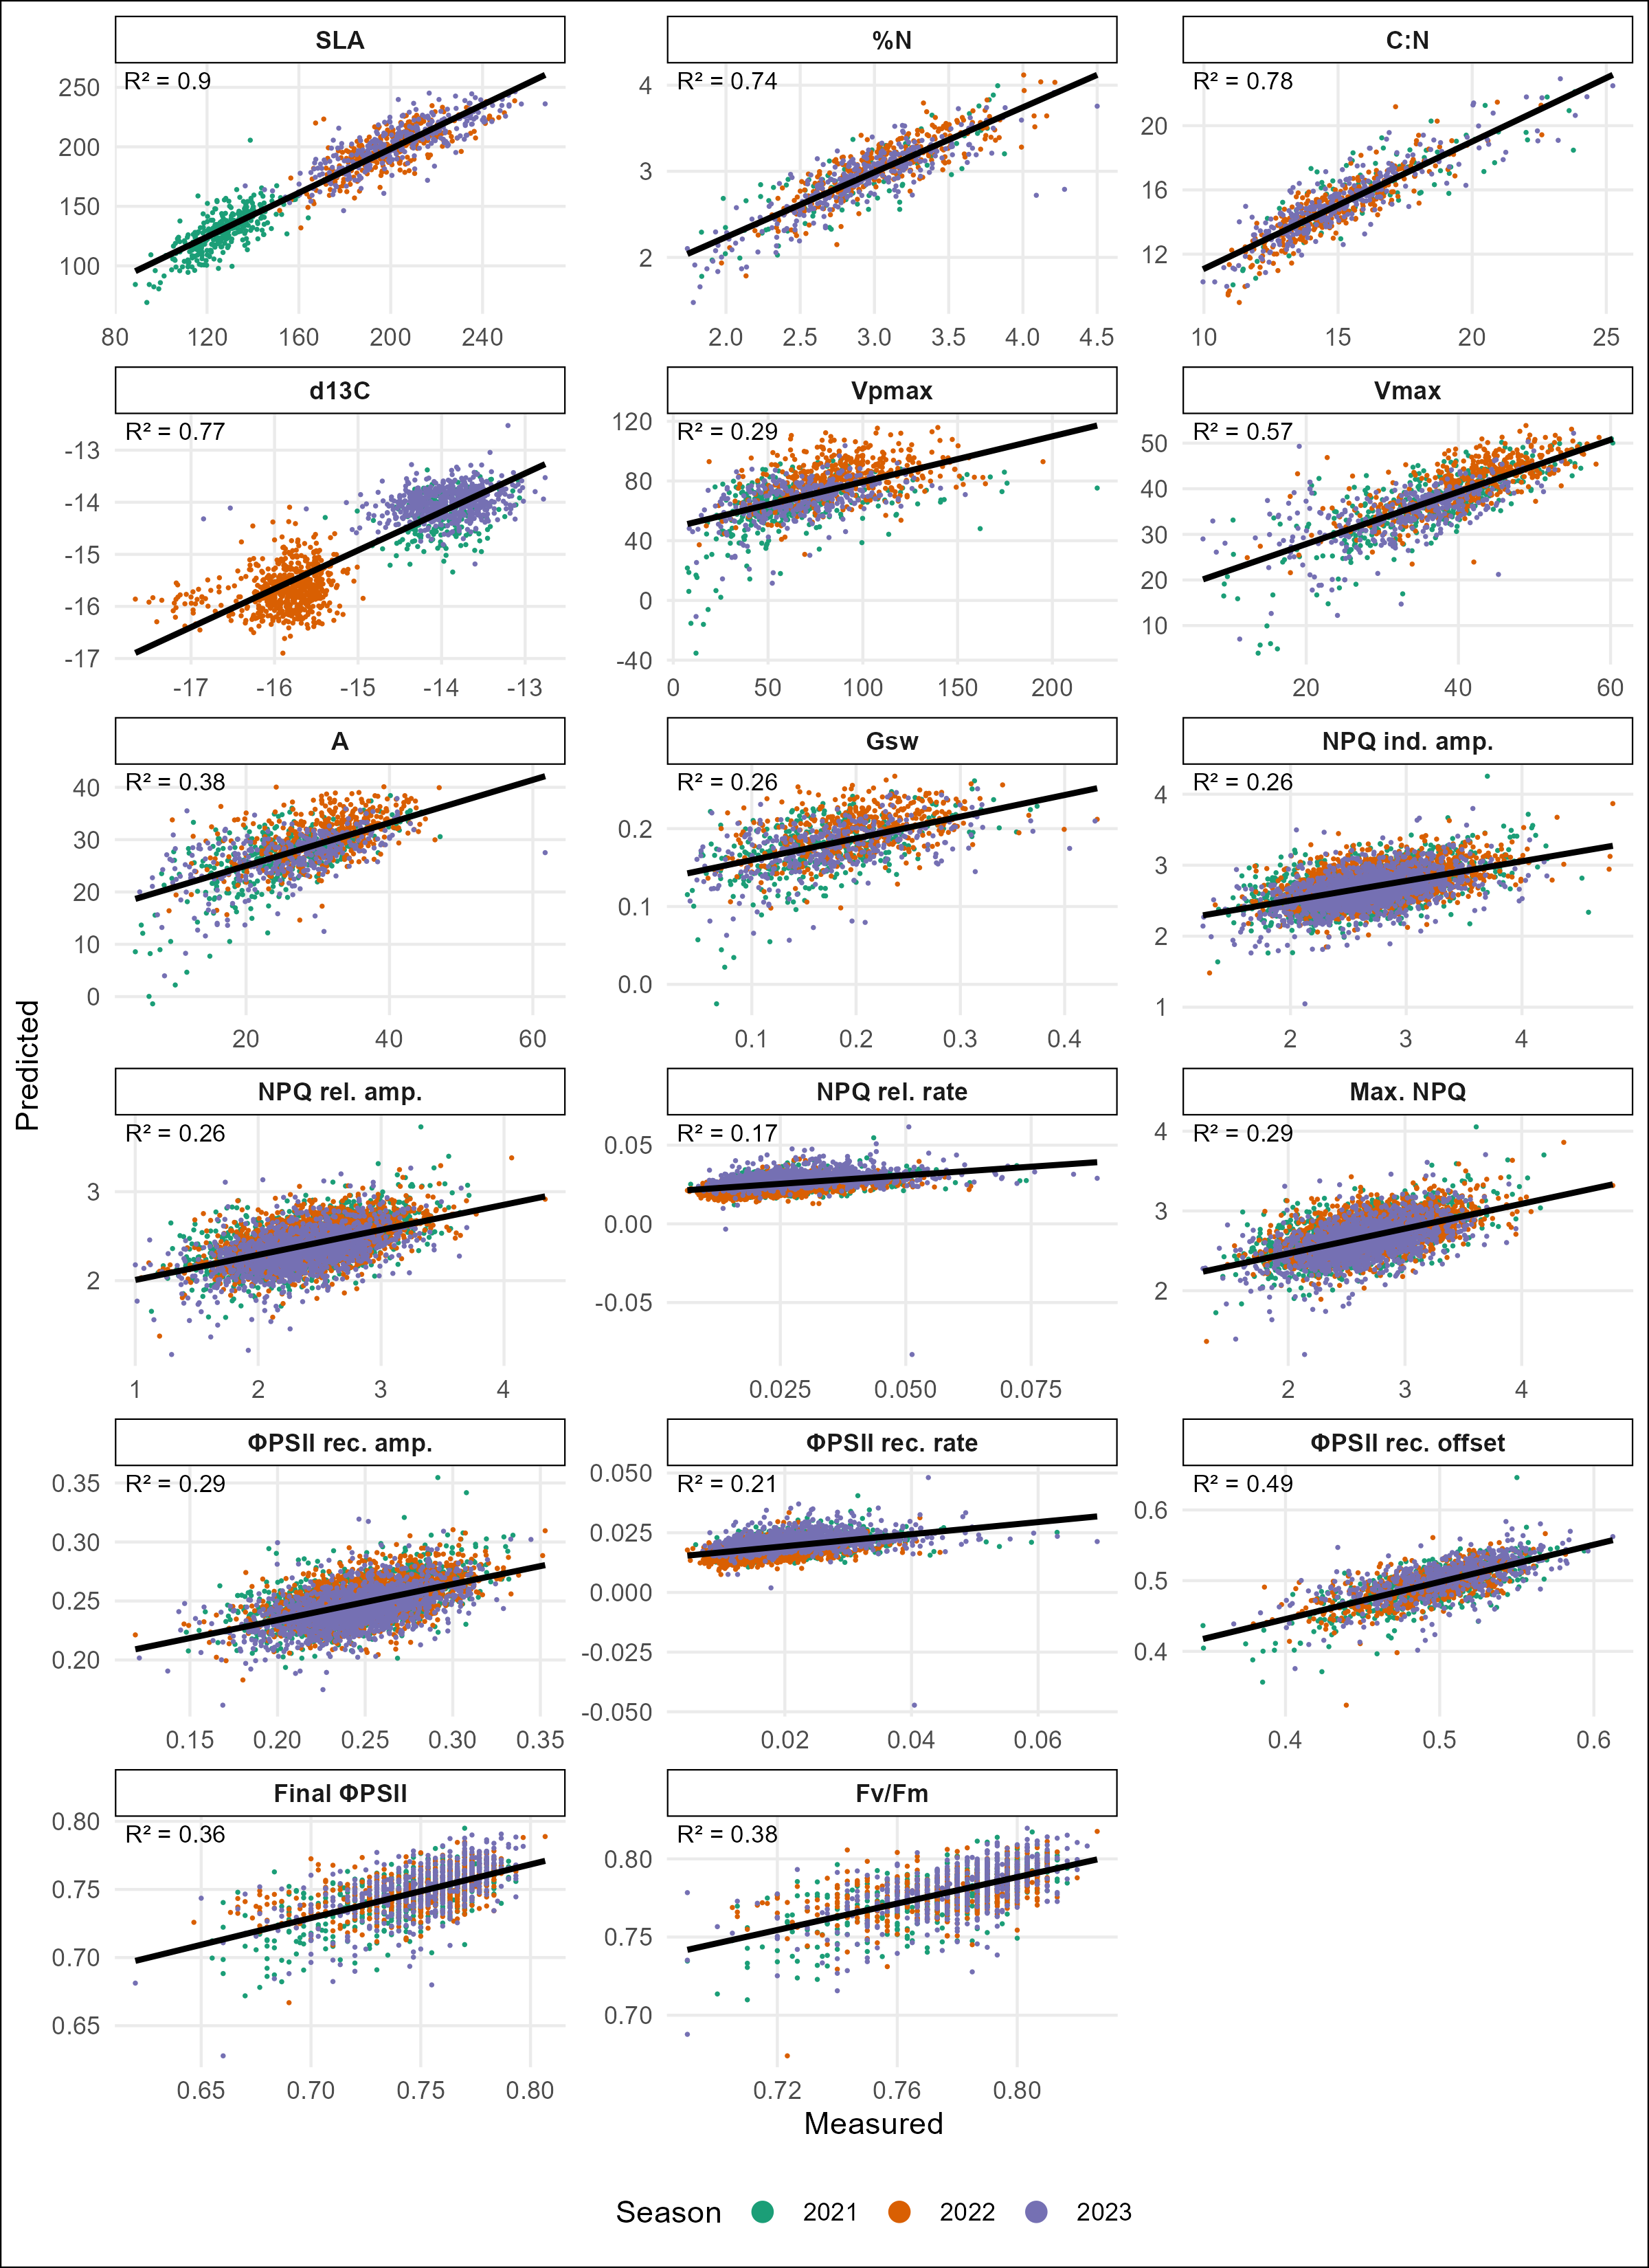 SLA %N C:N
R² = 0.9 R² = 0.74 R² = 0.78
250 200 150 100
80 120 160 200 240
4 3 2
2.0 2.5 3.0 3.5 4.0 4.5
20 16 12
10 15 20 25
d13C Vpmax Vmax
R² = 0.77 R² = 0.29 R² = 0.57
-13 -14 -15 -16 -17
-17 -16 -15 -14 -13
120 80 40 0 -40
0 50 100 150 200
50 40 30 20 10
20 40 60
A Gsw NPQ ind. amp.
R² = 0.38 R² = 0.26 R² = 0.26
40 30 20 10 0
20 40 60
0.2 0.1 0.0
0.1 0.2 0.3 0.4
4 3 2 1
2 3 4
Predicted
NPQ rel. amp. NPQ rel. rate Max. NPQ
R² = 0.26 R² = 0.17 R² = 0.29
3 2
1 2 3 4
0.05 0.00 -0.05
0.025 0.050 0.075
4 3 2
2 3 4
ΦPSII rec. amp. ΦPSII rec. rate ΦPSII rec. offset
R² = 0.29 R² = 0.21 R² = 0.49
0.35 0.30 0.25 0.20
0.15 0.20 0.25 0.30 0.35
0.050 0.025 0.000 -0.025 -0.050
0.02 0.04 0.06
0.6 0.5 0.4
0.4 0.5 0.6
Final ΦPSII Fv/Fm
R² = 0.36 R² = 0.38
0.80 0.75 0.70 0.65
0.65 0.70 0.75 0.80
0.80 0.75 0.70
0.72 0.76 0.80
Measured
Season 2021 2022 2023